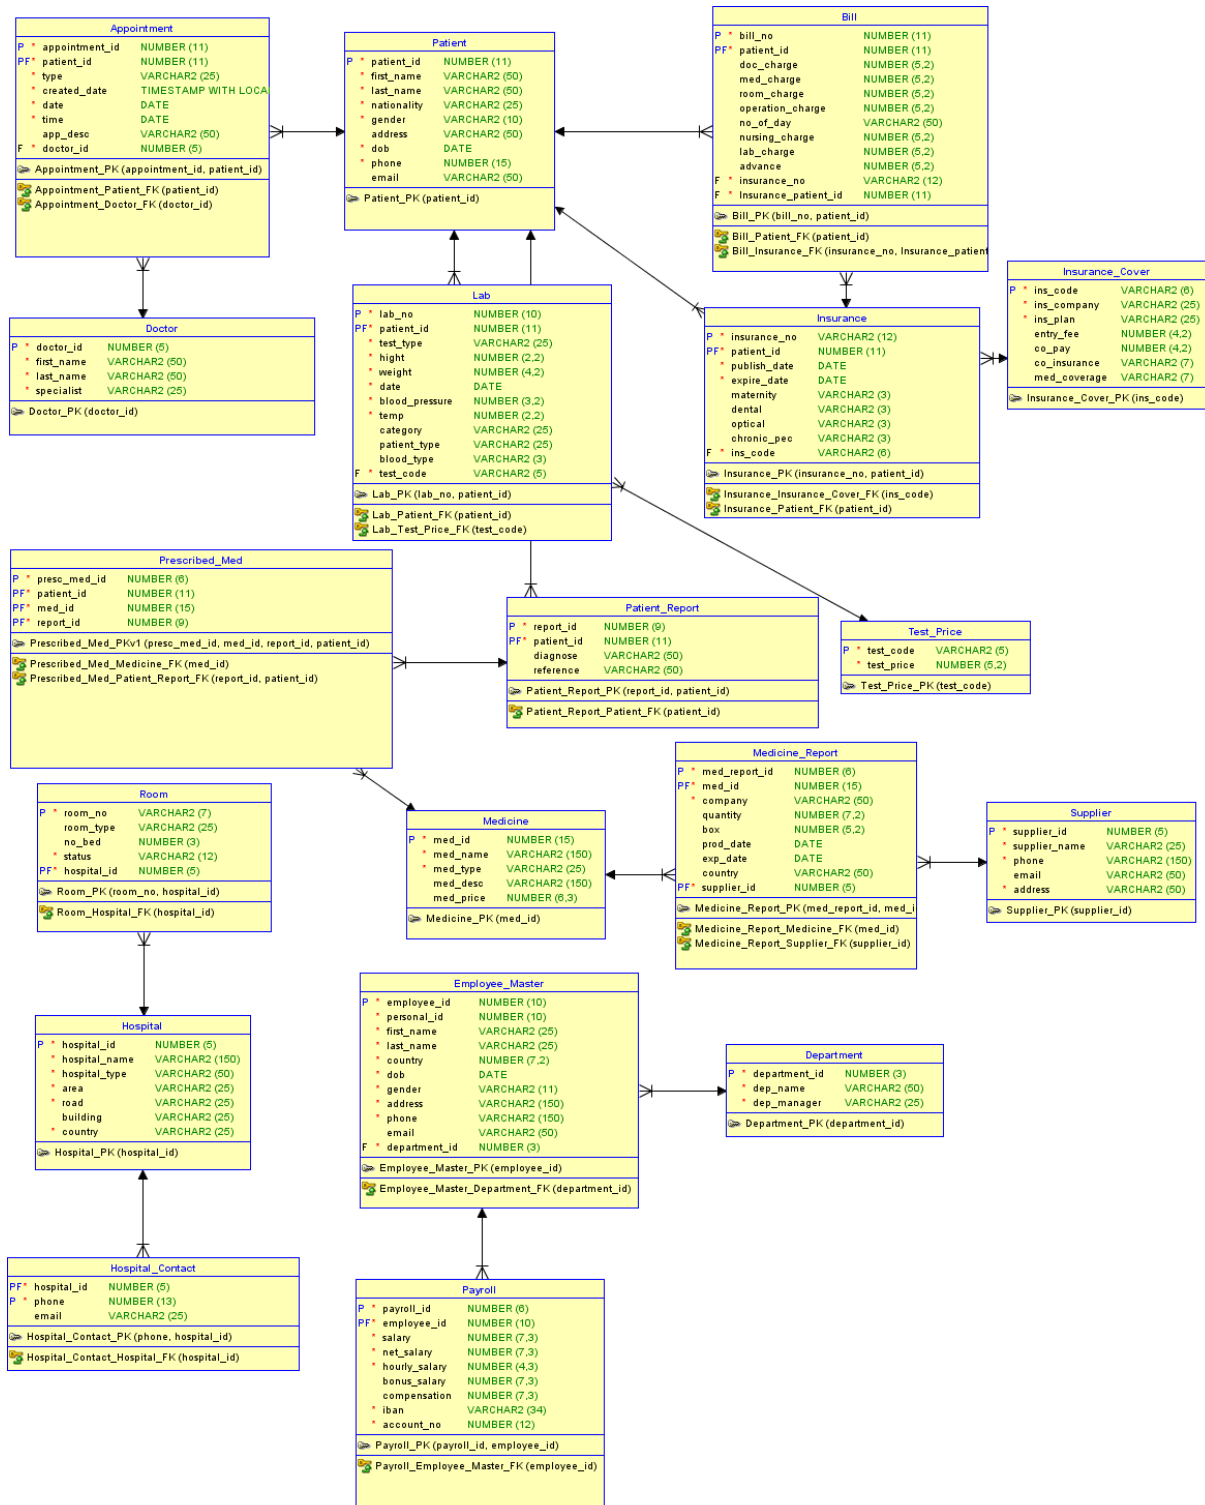 Appointment
P * appointment_id NUMBER (11)
PF* patient_id NUMBER (11)
* type VARCHAR2 (25)
* created_date TIMESTAMP WITH LOCA
* date DATE
* time DATE
app_desc VARCHAR2 (50)
F * doctor_id NUMBER (5)
Appointment_PK (appointment_id, patient_id)
Appointment_Patient_FK (patient_id)
Appointment_Doctor_FK (doctor_id)
Patient
P * patient_id NUMBER (11)
* first_name VARCHAR2 (50)
* last_name VARCHAR2 (50)
* nationality VARCHAR2 (25)
* gender VARCHAR2 (10)
address VARCHAR2 (50)
* dob DATE
* phone NUMBER (15)
email VARCHAR2 (50)
Patient_PK (patient_id)
Bill
P * bill_no NUMBER (11)
PF* patient_id NUMBER (11)
doc_charge NUMBER (5,2)
med_charge NUMBER (5,2)
room_charge NUMBER (5,2)
operation_charge NUMBER (5,2)
no_of_day VARCHAR2 (50)
nursing_charge NUMBER (5,2)
lab_charge NUMBER (5,2)
advance NUMBER (5,2)
F * insurance_no VARCHAR2 (12)
F * Insurance_patient_id NUMBER (11)
Bill_PK (bill_no, patient_id)
Bill_Patient_FK (patient_id)
Bill_Insurance_FK (insurance_no, Insurance_patient
Insurance_Cover
P * ins_code VARCHAR2 (6)
* ins_company VARCHAR2 (25)
* ins_plan VARCHAR2 (25)
entry_fee NUMBER (4,2)
co_pay NUMBER (4,2)
co_insurance VARCHAR2 (7)
med_coverage VARCHAR2 (7)
Insurance_Cover_PK (ins_code)
Doctor
P * doctor_id NUMBER (5)
* first_name VARCHAR2 (50)
* last_name VARCHAR2 (50)
* specialist VARCHAR2 (25)
Doctor_PK (doctor_id)
Lab
P * lab_no NUMBER (10)
PF* patient_id NUMBER (11)
* test_type VARCHAR2 (25)
* hight NUMBER (2,2)
* weight NUMBER (4,2)
* date DATE
* blood_pressure NUMBER (3,2)
* temp NUMBER (2,2)
category VARCHAR2 (25)
patient_type VARCHAR2 (25)
blood_type VARCHAR2 (3)
F * test_code VARCHAR2 (5)
Lab_PK (lab_no, patient_id)
Lab_Patient_FK (patient_id)
Lab_Test_Price_FK (test_code)
Insurance
P * insurance_no VARCHAR2 (12)
PF* patient_id NUMBER (11)
* publish_date DATE
* expire_date DATE
maternity VARCHAR2 (3)
dental VARCHAR2 (3)
optical VARCHAR2 (3)
chronic_pec VARCHAR2 (3)
F * ins_code VARCHAR2 (6)
Insurance_PK (insurance_no, patient_id)
Insurance_Insurance_Cover_FK (ins_code)
Insurance_Patient_FK (patient_id)
Prescribed_Med
P * presc_med_id NUMBER (6)
PF* patient_id NUMBER (11)
PF* med_id NUMBER (15)
PF* report_id NUMBER (9)
Prescribed_Med_PKv1 (presc_med_id, med_id, report_id, patient_id)
Prescribed_Med_Medicine_FK (med_id)
Prescribed_Med_Patient_Report_FK (report_id, patient_id)
Patient_Report
P * report_id NUMBER (9)
PF* patient_id NUMBER (11)
diagnose VARCHAR2 (50)
reference VARCHAR2 (50)
Patient_Report_PK (report_id, patient_id)
Patient_Report_Patient_FK (patient_id)
Test_Price
P * test_code VARCHAR2 (5)
* test_price NUMBER (5,2)
Test_Price_PK (test_code)
Room
P * room_no VARCHAR2 (7)
room_type VARCHAR2 (25)
no_bed NUMBER (3)
* status VARCHAR2 (12)
PF* hospital_id NUMBER (5)
Room_PK (room_no, hospital_id)
Room_Hospital_FK (hospital_id)
Medicine
P * med_id NUMBER (15)
* med_name VARCHAR2 (150)
* med_type VARCHAR2 (25)
med_desc VARCHAR2 (150)
med_price NUMBER (6,3)
Medicine_PK (med_id)
Medicine_Report
P * med_report_id NUMBER (6)
PF* med_id NUMBER (15)
* company VARCHAR2 (50)
quantity NUMBER (7,2)
box NUMBER (5,2)
prod_date DATE
exp_date DATE
country VARCHAR2 (50)
PF* supplier_id NUMBER (5)
Medicine_Report_PK (med_report_id, med_i
Medicine_Report_Medicine_FK (med_id)
Medicine_Report_Supplier_FK (supplier_id)
Supplier
P * supplier_id NUMBER (5)
* supplier_name VARCHAR2 (25)
* phone VARCHAR2 (150)
email VARCHAR2 (50)
* address VARCHAR2 (50)
Supplier_PK (supplier_id)
Hospital
P * hospital_id NUMBER (5)
* hospital_name VARCHAR2 (150)
* hospital_type VARCHAR2 (50)
* area VARCHAR2 (25)
* road VARCHAR2 (25)
building VARCHAR2 (25)
* country VARCHAR2 (25)
Hospital_PK (hospital_id)
Employee_Master
P * employee_id NUMBER (10)
* personal_id NUMBER (10)
* first_name VARCHAR2 (25)
* last_name VARCHAR2 (25)
* country NUMBER (7,2)
* dob DATE
* gender VARCHAR2 (11)
* address VARCHAR2 (150)
* phone VARCHAR2 (150)
email VARCHAR2 (50)
F * department_id NUMBER (3)
Employee_Master_PK (employee_id)
Employee_Master_Department_FK (department_id)
Department
P * department_id NUMBER (3)
* dep_name VARCHAR2 (50)
* dep_manager VARCHAR2 (25)
Department_PK (department_id)
Hospital_Contact
PF* hospital_id NUMBER (5)
P * phone NUMBER (13)
email VARCHAR2 (25)
Hospital_Contact_PK (phone, hospital_id)
Hospital_Contact_Hospital_FK (hospital_id)
Payroll
P * payroll_id NUMBER (6)
PF* employee_id NUMBER (10)
* salary NUMBER (7,3)
* net_salary NUMBER (7,3)
* hourly_salary NUMBER (4,3)
bonus_salary NUMBER (7,3)
compensation NUMBER (7,3)
* iban VARCHAR2 (34)
* account_no NUMBER (12)
Payroll_PK (payroll_id, employee_id)
Payroll_Employee_Master_FK (employee_id)